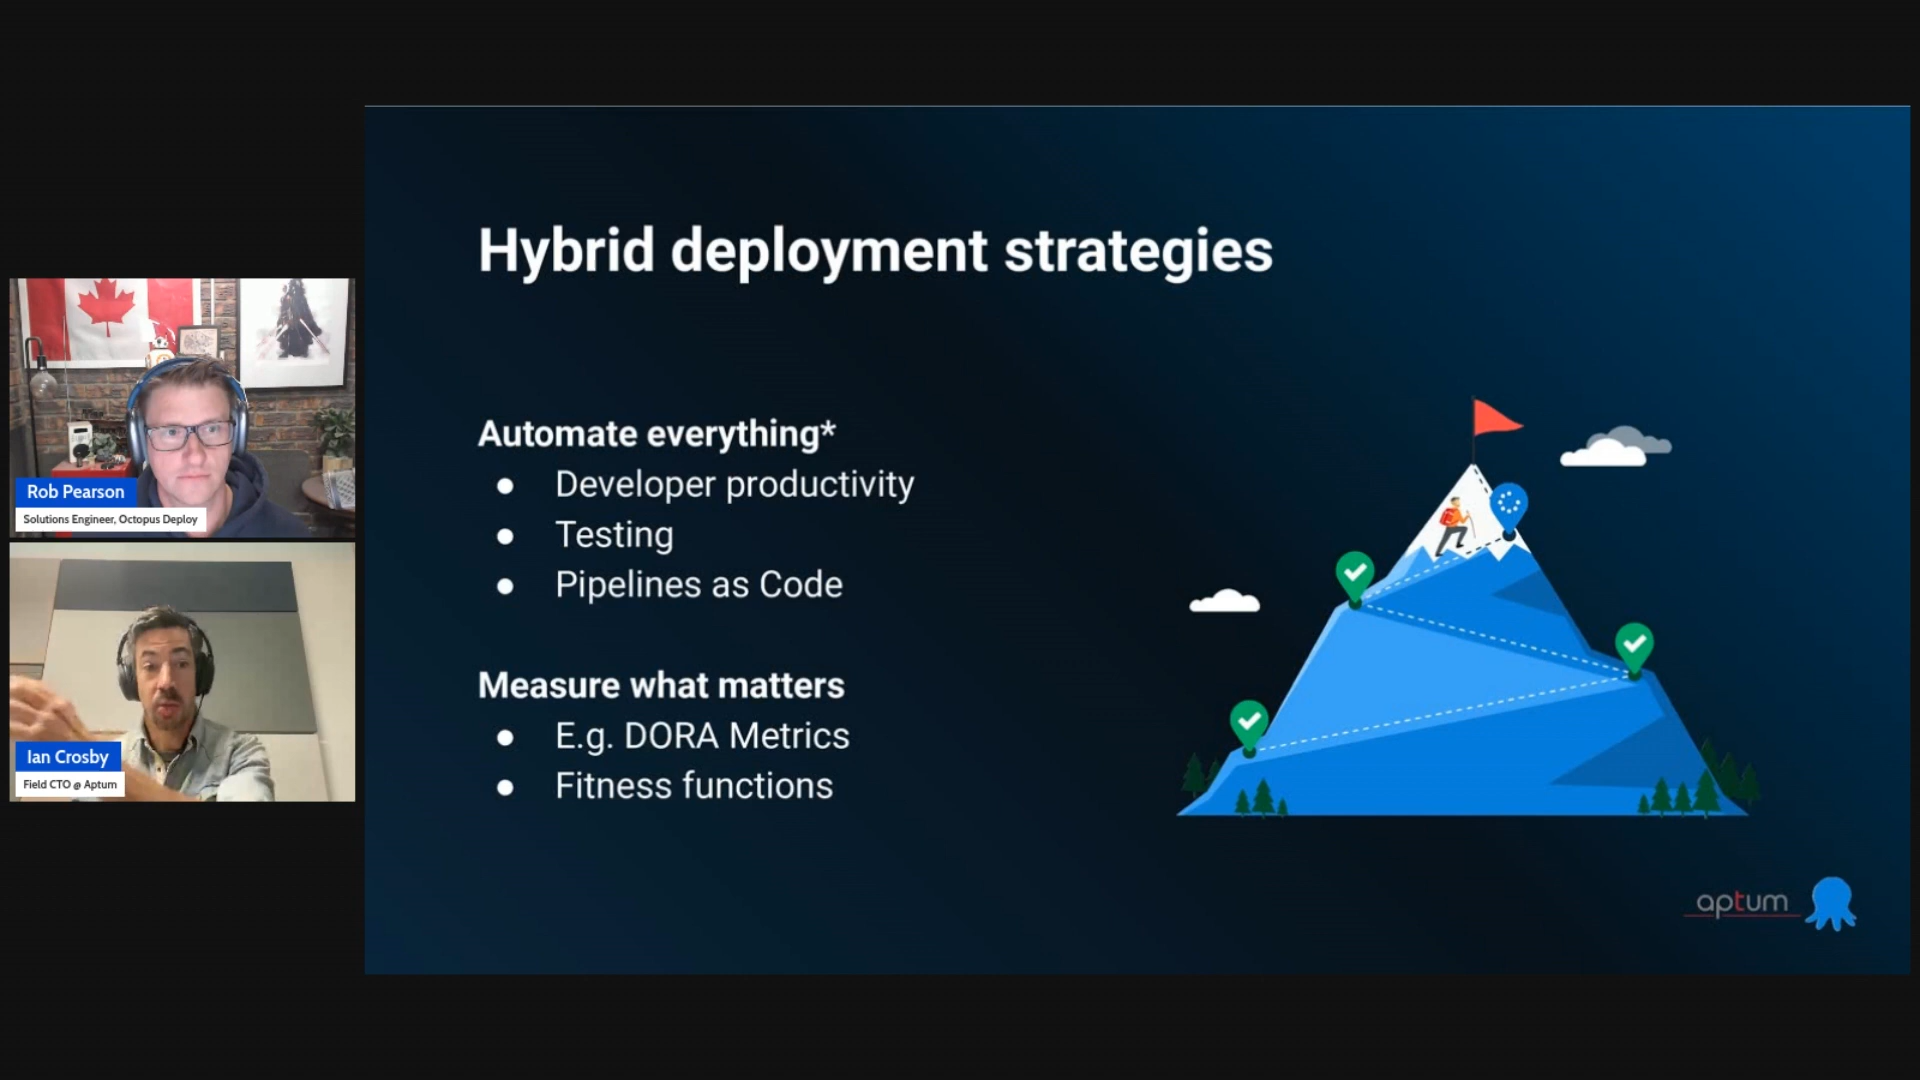 Hybrid deployment strategies
Automate everything*
● Developer productivity
● Testing
● Pipelines as Code
Measure what matters
● E.g. DORA Metrics
● Fitness functions
Rob Pearson
Solutions Engineer, Octopus Deploy
Ian Crosby
Field CTO @ Aptum
aptum